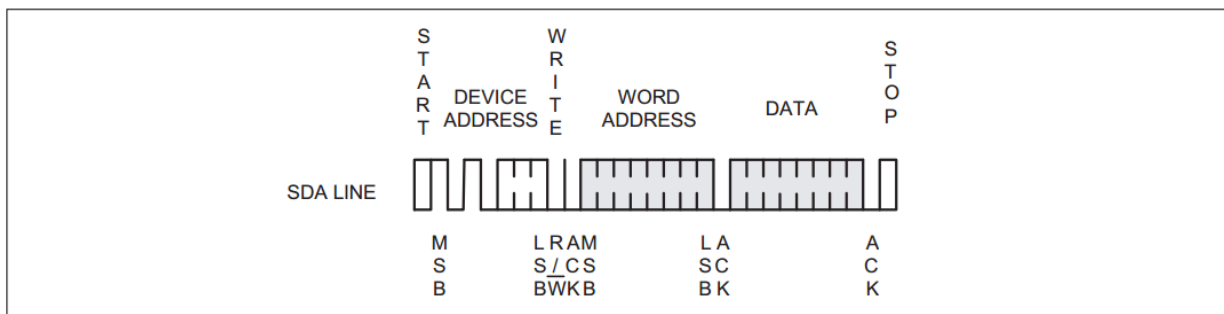 START
WRITE
STOP
DEVICE ADDRESS
WORD ADDRESS
DATA
SDA LINE
MSB
LSB
R/W
ACK
MSB
LSB
ACK
ACK